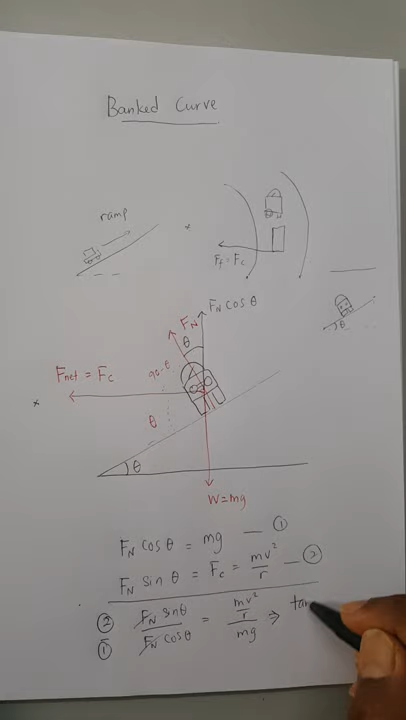 Banked Curve
ramp
Ff = Fc
FN cos θ
FN
θ
90-θ
Fnet = Fc
θ
θ
θ
W=mg
FN cos θ = mg — ①
FN sin θ = Fc = mv²/r — ②
②/① FN sinθ / FN cosθ = (mv²/r) / mg ⇒ tan